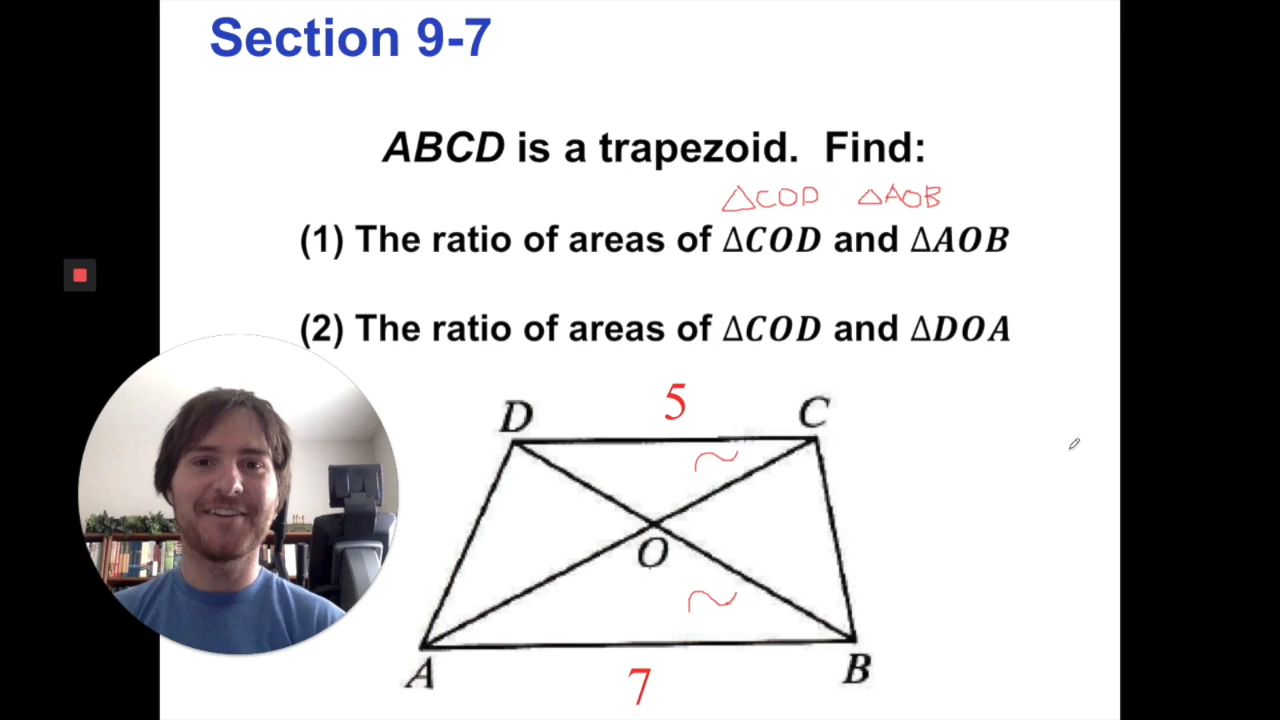 Section 9-7
ABCD is a trapezoid. Find:
△COD △AOB
(1) The ratio of areas of ΔCOD and ΔAOB
(2) The ratio of areas of ΔCOD and ΔDOA
D 5 C
~
O
~
A 7 B